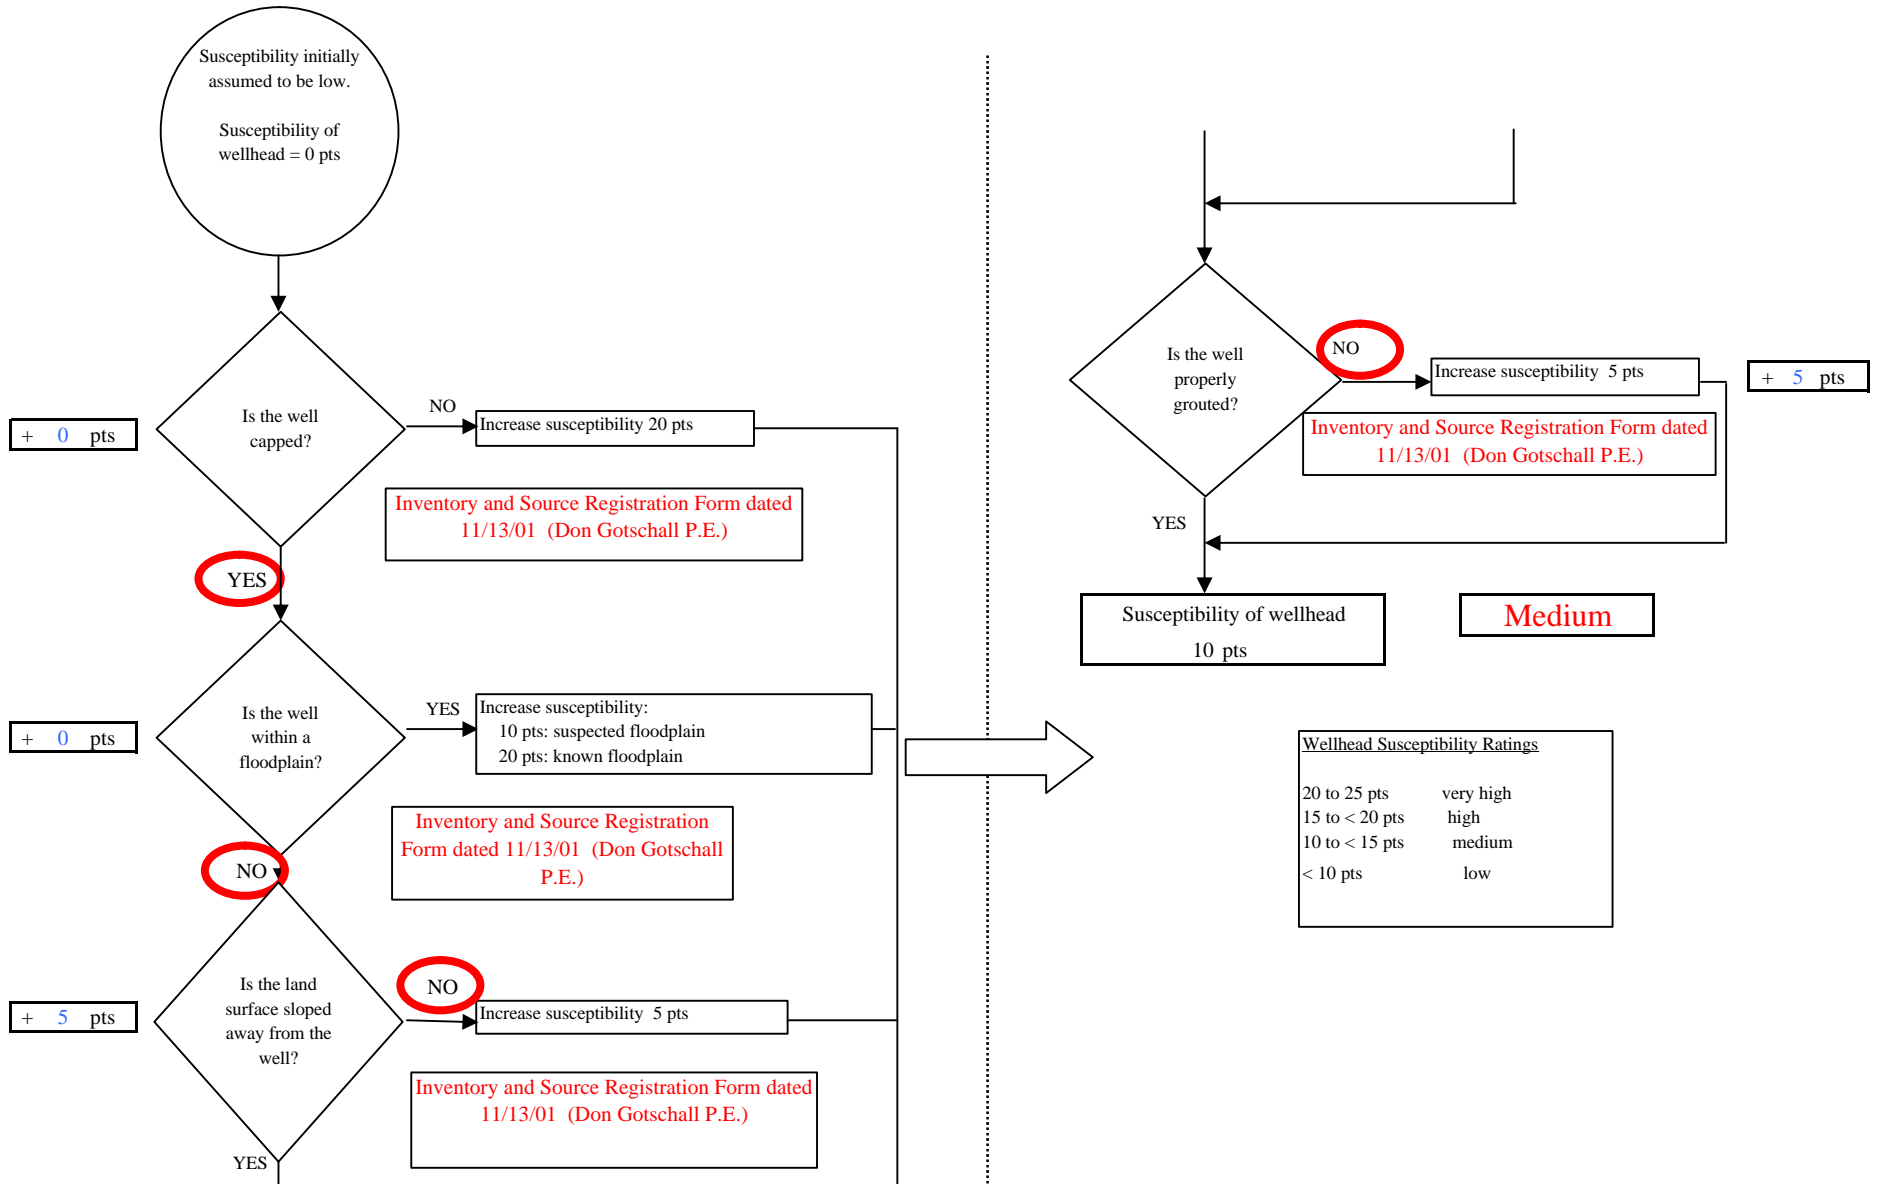 Susceptibility initially
assumed to be low.
Susceptibility of
wellhead = 0 pts
+ 0 pts
Is the well
capped?
NO
Increase susceptibility 20 pts
Inventory and Source Registration Form dated
11/13/01 (Don Gotschall P.E.)
YES
+ 0 pts
Is the well
within a
floodplain?
YES
Increase susceptibility:
10 pts: suspected floodplain
20 pts: known floodplain
Inventory and Source Registration
Form dated 11/13/01 (Don Gotschall
P.E.)
NO
+ 5 pts
Is the land
surface sloped
away from the
well?
NO
Increase susceptibility 5 pts
Inventory and Source Registration Form dated
11/13/01 (Don Gotschall P.E.)
YES
Is the well
properly
grouted?
NO
Increase susceptibility 5 pts
+ 5 pts
Inventory and Source Registration Form dated
11/13/01 (Don Gotschall P.E.)
YES
Susceptibility of wellhead
10 pts
Medium
Wellhead Susceptibility Ratings
20 to 25 pts very high
15 to < 20 pts high
10 to < 15 pts medium
< 10 pts low